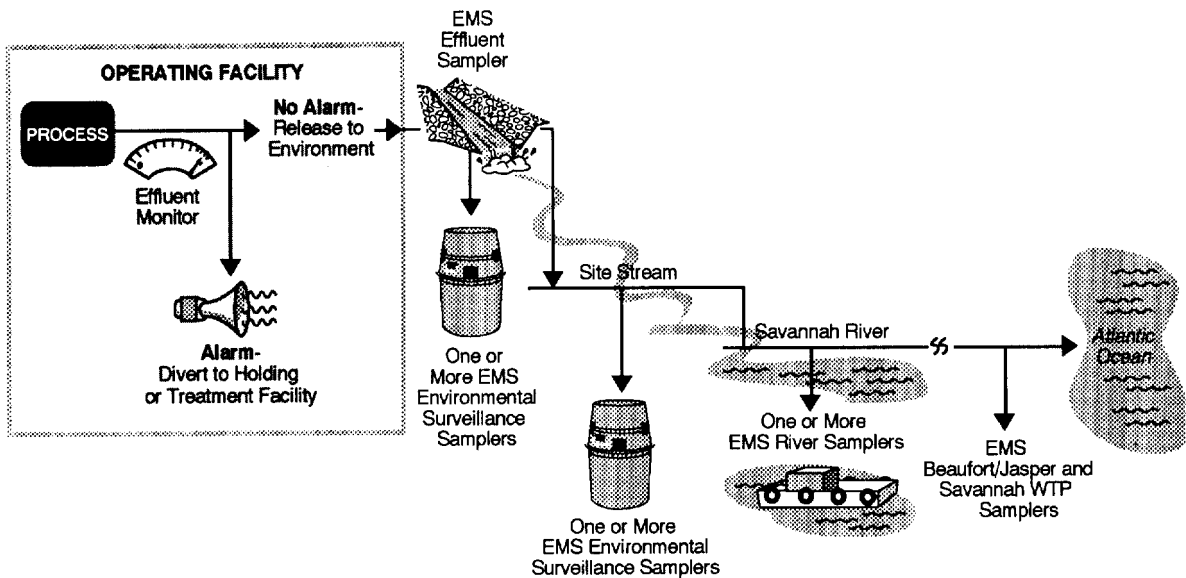 EMS
Effluent
Sampler
OPERATING FACILITY
PROCESS
No Alarm-
Release to
Environment
Effluent
Monitor
Alarm-
Divert to Holding
or Treatment Facility
One or
More EMS
Environmental
Surveillance
Samplers
Site Stream
One or More
EMS Environmental
Surveillance Samplers
Savannah River
One or More
EMS River Samplers
EMS
Beaufort/Jasper and
Savannah WTP
Samplers
Atlantic
Ocean